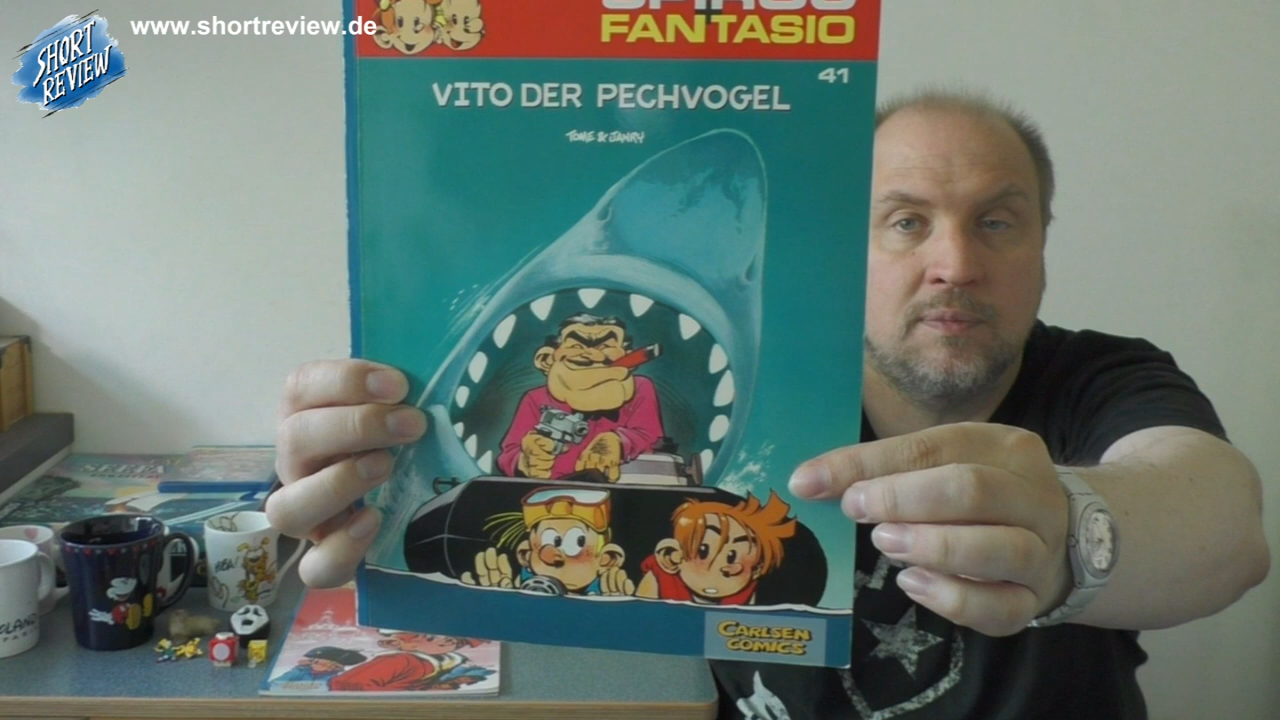 SHORT
REVIEW
www.shortreview.de
FANTASIO
41
VITO DER PECHVOGEL
TOME & JANRY
CARLSEN
COMICS